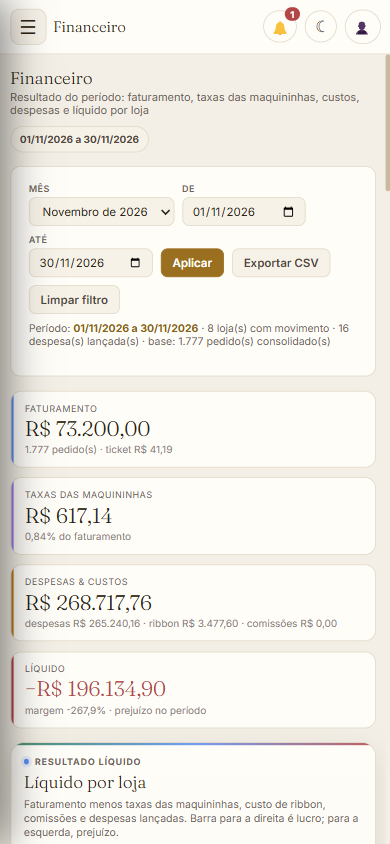 Financeiro
1
Financeiro
Resultado do período: faturamento, taxas das maquininhas, custos,
despesas e líquido por loja
01/11/2026 a 30/11/2026
MÊS
DE
Novembro de 2026
01/11/2026
ATÉ
30/11/2026
Aplicar
Exportar CSV
Limpar filtro
Período: 01/11/2026 a 30/11/2026 · 8 loja(s) com movimento · 16
despesa(s) lançada(s) · base: 1.777 pedido(s) consolidado(s)
FATURAMENTO
R$ 73.200,00
1.777 pedido(s) · ticket R$ 41,19
TAXAS DAS MAQUININHAS
R$ 617,14
0,84% do faturamento
DESPESAS & CUSTOS
R$ 268.717,76
despesas R$ 265.240,16 · ribbon R$ 3.477,60 · comissões R$ 0,00
LÍQUIDO
−R$ 196.134,90
margem -267,9% · prejuízo no período
RESULTADO LÍQUIDO
Líquido por loja
Faturamento menos taxas das maquininhas, custo de ribbon,
comissões e despesas lançadas. Barra para a direita é lucro; para a
esquerda, prejuízo.